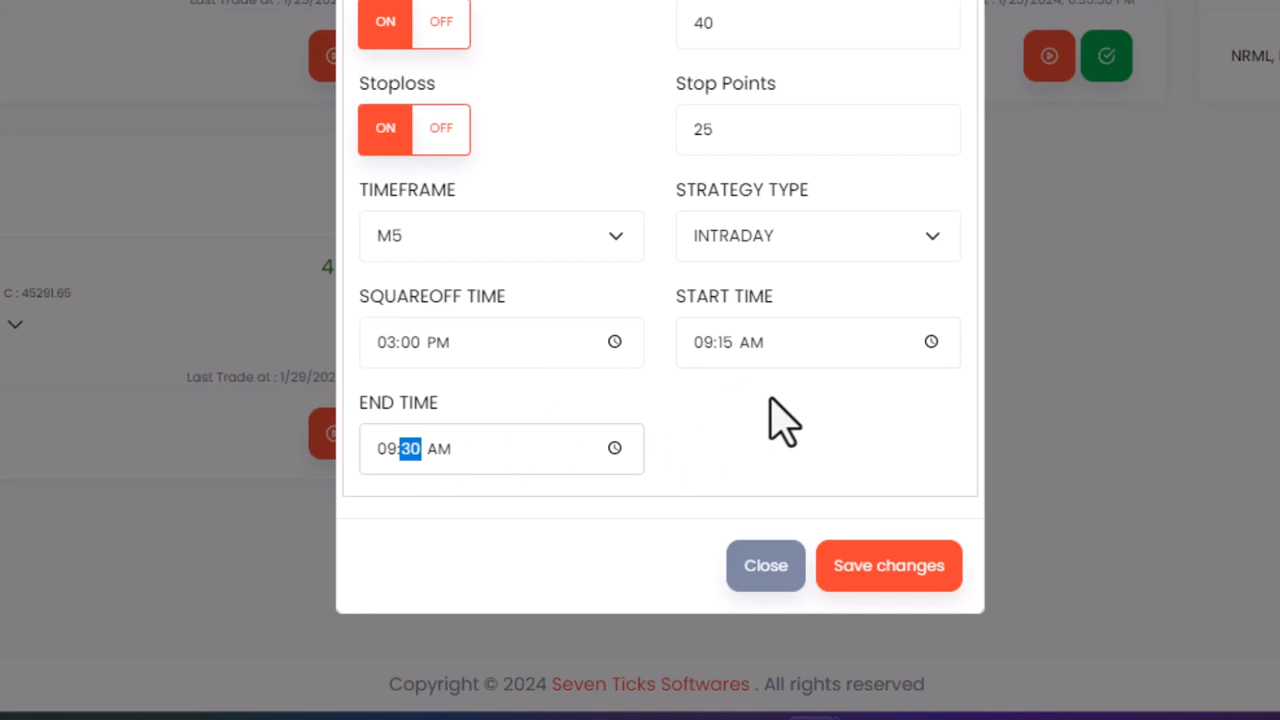 ON OFF
40
Stoploss
Stop Points
ON OFF
25
NRML,
TIMEFRAME
STRATEGY TYPE
M5
INTRADAY
4
C : 45291.65
SQUAREOFF TIME
START TIME
03:00 PM
09:15 AM
Last Trade at : 1/29/202
END TIME
09:30 AM
Close
Save changes
Copyright © 2024 Seven Ticks Softwares . All rights reserved